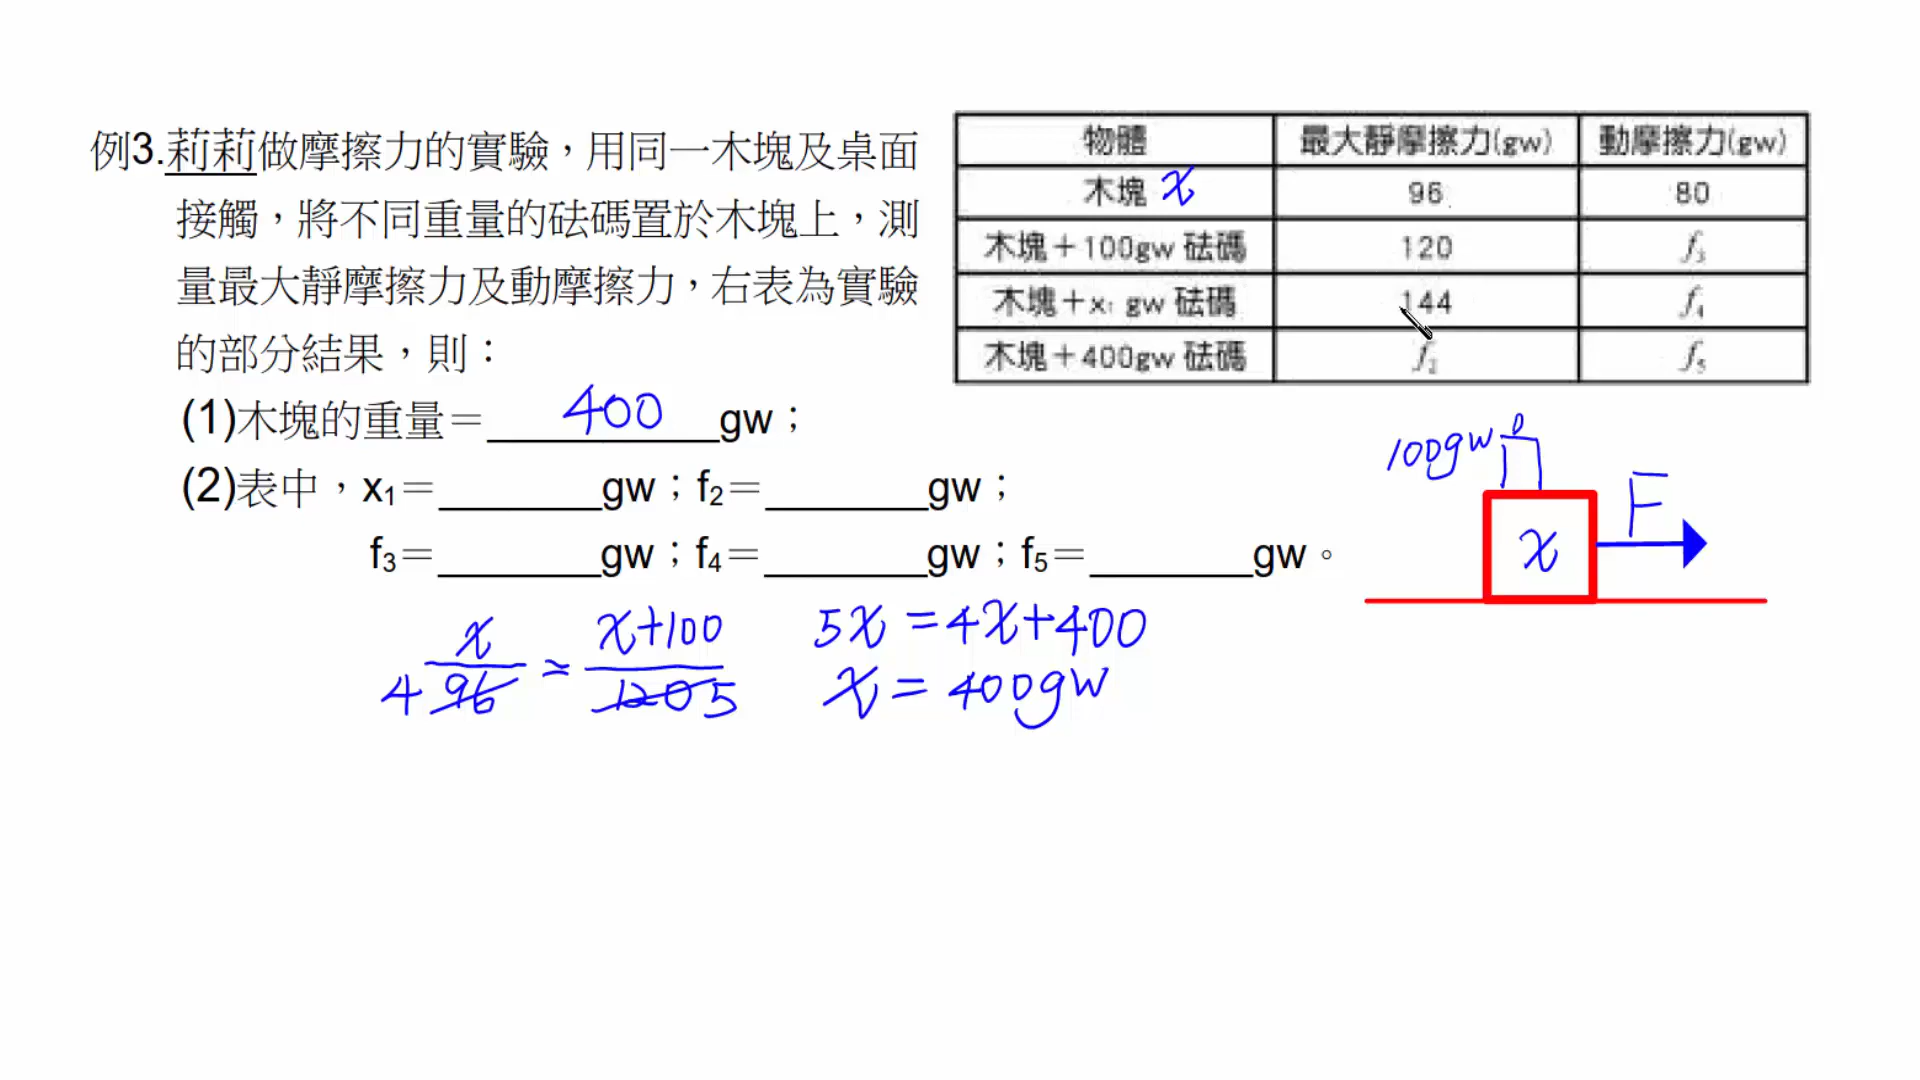 例3.莉莉做摩擦力的實驗，用同一木塊及桌面
接觸，將不同重量的砝碼置於木塊上，測
量最大靜摩擦力及動摩擦力，右表為實驗
的部分結果，則：
(1)木塊的重量＝ 400 gw；
(2)表中，x₁＝________gw；f₂＝________gw；
f₃＝________gw；f₄＝________gw；f₅＝________gw。
物體 最大靜摩擦力(gw) 動摩擦力(gw)
木塊 x 96 80
木塊＋100gw 砝碼 120 f₃
木塊＋x₁ gw 砝碼 144 f₄
木塊＋400gw 砝碼 f₂ f₅
100gw
x
F
x/96 = (x+100)/120
4 5
5x = 4x+400
x = 400gw